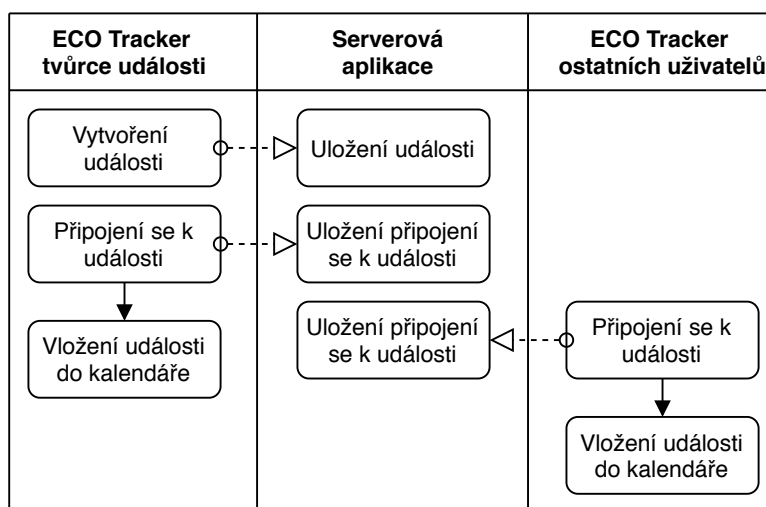 ECO Tracker
tvůrce události
Serverová
aplikace
ECO Tracker
ostatních uživatelů
Vytvoření
události
Uložení události
Připojení se k
události
Uložení připojení
se k události
Vložení události
do kalendáře
Uložení připojení
se k události
Připojení se k
události
Vložení události
do kalendáře